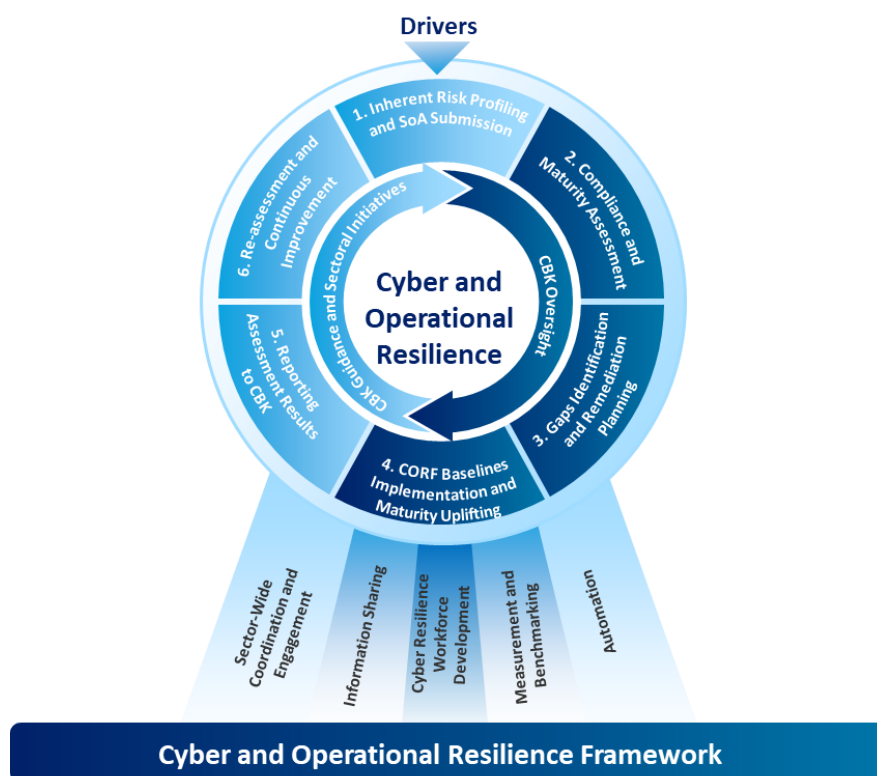 Drivers
1. Inherent Risk Profiling
and SoA Submission
2. Compliance and
Maturity Assessment
3. Gaps Identification
and Remediation
Planning
4. CORF Baselines
Implementation and
Maturity Uplifting
5. Reporting
Assessment Results
to CBK
6. Re-assessment and
Continuous
Improvement
CBK Guidance and Sectoral Initiatives
CBK Oversight
Cyber and
Operational
Resilience
Sector-Wide
Coordination and
Engagement
Information Sharing
Cyber Resilience
Workforce
Development
Measurement and
Benchmarking
Automation
Cyber and Operational Resilience Framework